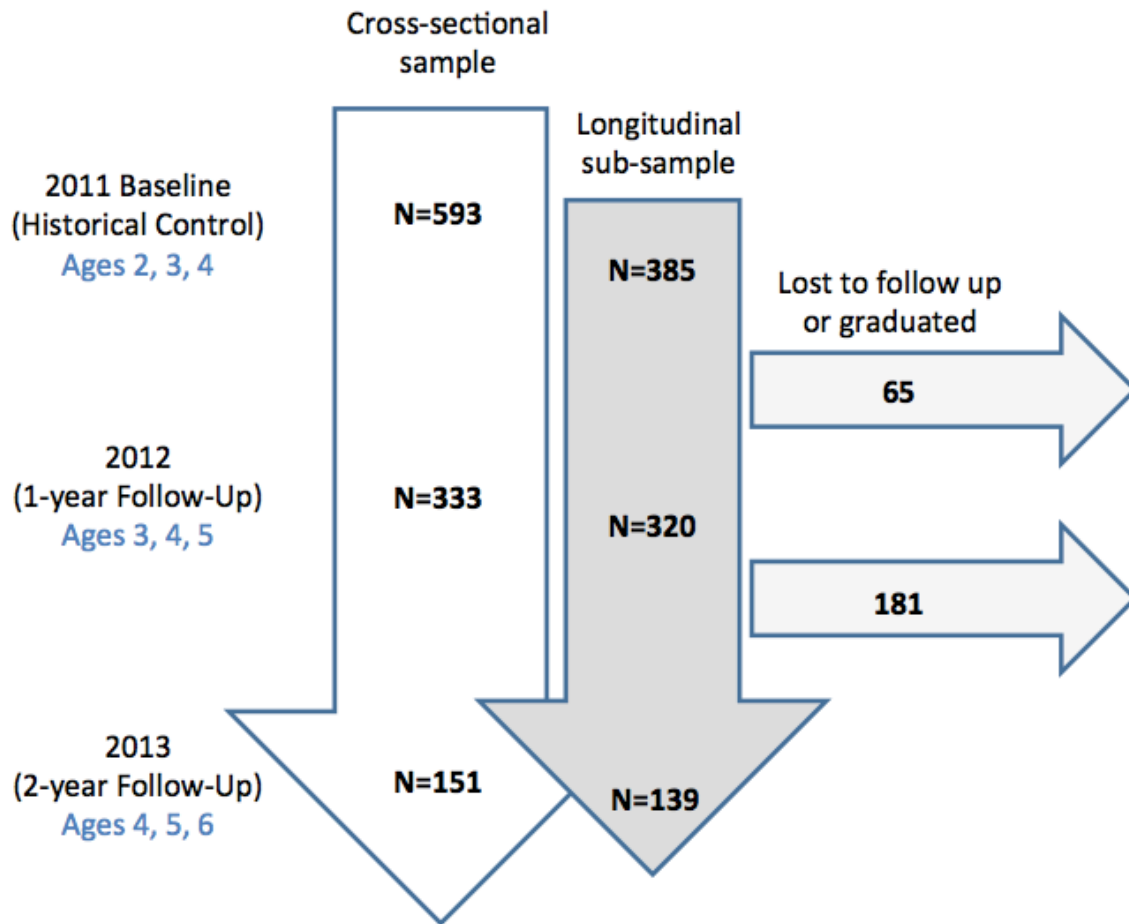 Cross-sectional
sample
Longitudinal
sub-sample
2011 Baseline
(Historical Control)
Ages 2, 3, 4
N=593
N=385
Lost to follow up
or graduated
65
2012
(1-year Follow-Up)
Ages 3, 4, 5
N=333
N=320
181
2013
(2-year Follow-Up)
Ages 4, 5, 6
N=151
N=139